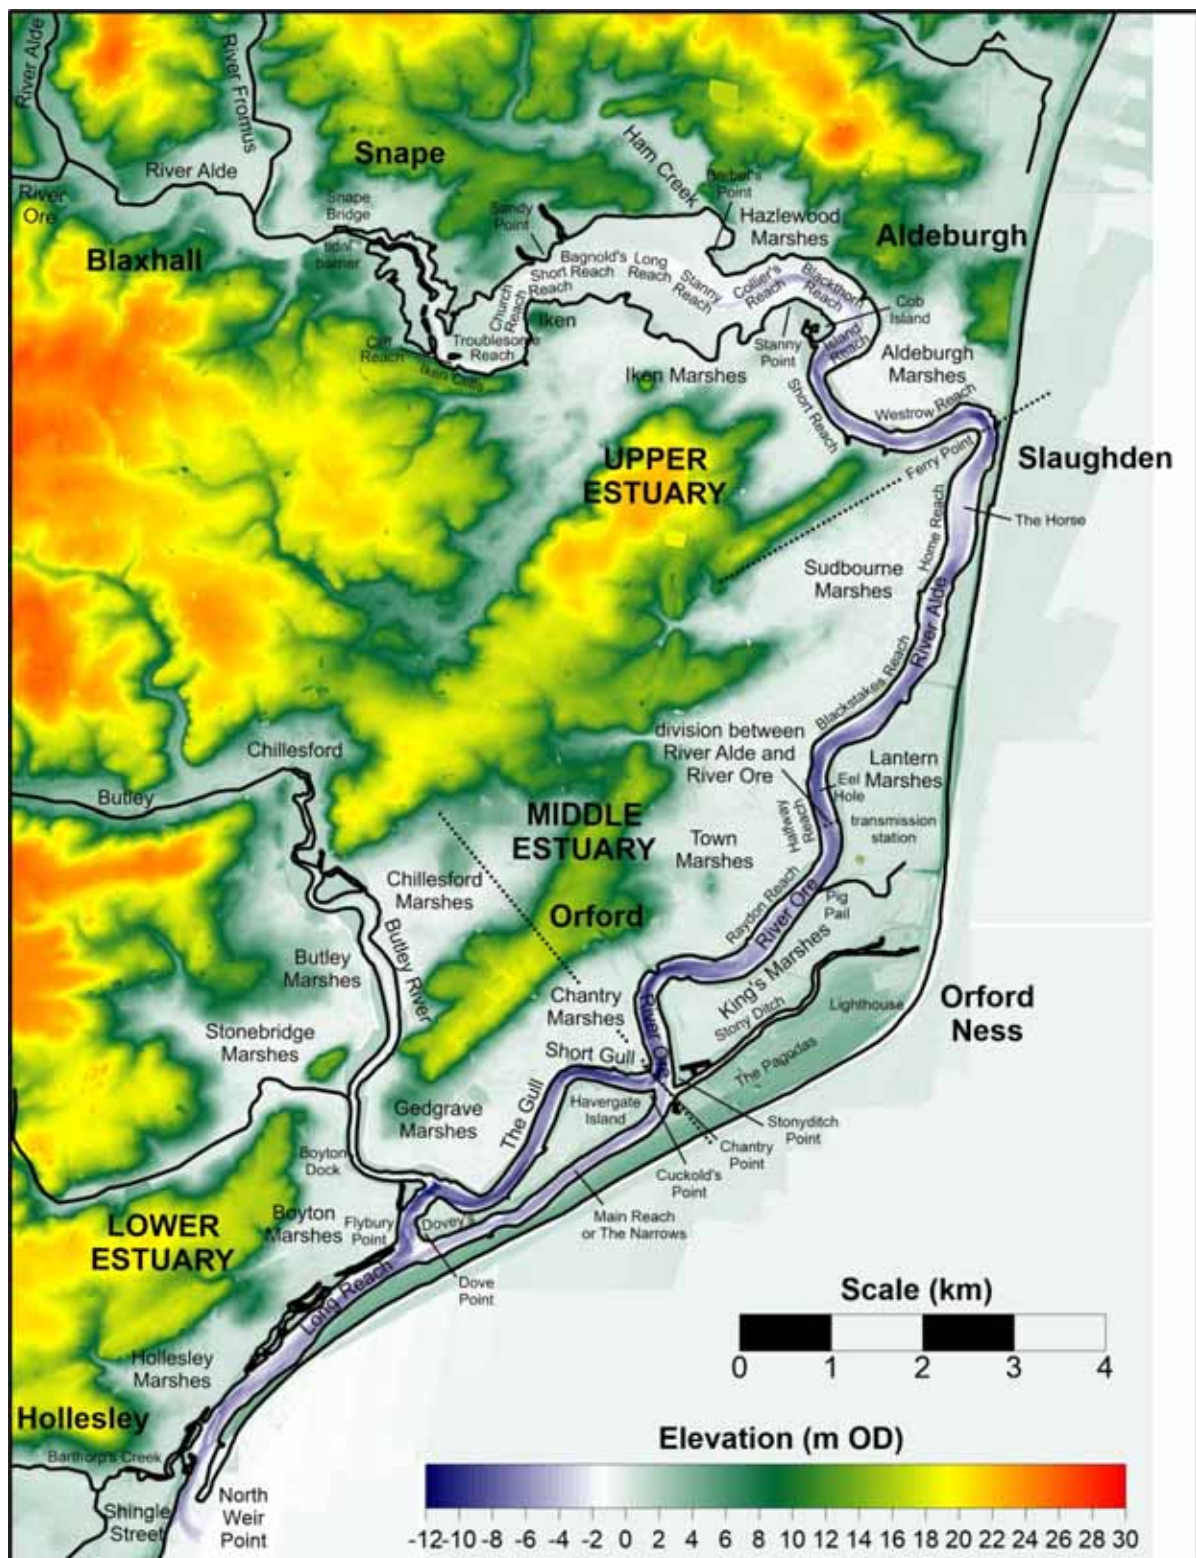 River Alde
River Fromus
Snape
River Alde
River
Ore
Ham Creek
Barber's
Point
Snape
Bridge
Sandy
Point
Hazlewood
Marshes
Aldeburgh
Blaxhall
tidal
barrier
Bagnold's
Reach
Long
Reach
Short
Reach
Stanny
Reach
Collier's
Reach
Blackthorn
Reach
Church
Reach
Cob
Island
Iken
Cliff
Reach
Troublesome
Reach
Stanny
Point
Island
Reach
Iken Cliffs
Iken Marshes
Aldeburgh
Marshes
Short Reach
Westrow Reach
UPPER
ESTUARY
Ferry Point
Slaughden
The Horse
Home Reach
Sudbourne
Marshes
River Alde
Blackstakes Reach
division between
River Alde and
River Ore
Chillesford
Lantern
Marshes
Eel
Hole
Butley
MIDDLE
ESTUARY
Halfway
Reach
transmission
station
Town
Marshes
Chillesford
Marshes
Raydon Reach
River Ore
Pig
Pail
Orford
Butley River
Butley
Marshes
King's Marshes
Chantry
Marshes
River Ore
Stony Ditch
Lighthouse
Orford
Ness
Stonebridge
Marshes
Short Gull
The Pagudas
The Gull
Havergate
Island
Gedgrave
Marshes
Stonyditch
Point
Chantry
Point
Boyton
Dock
Cuckold's
Point
LOWER
ESTUARY
Boyton
Marshes
Flybury
Point
Dovey's
Main Reach
or The Narrows
Dove
Point
Long Reach
Scale (km)
0 1 2 3 4
Hollesley
Marshes
Hollesley
Barthorp's Creek
Elevation (m OD)
North
Weir
Point
Shingle
Street
-12 -10 -8 -6 -4 -2 0 2 4 6 8 10 12 14 16 18 20 22 24 26 28 30